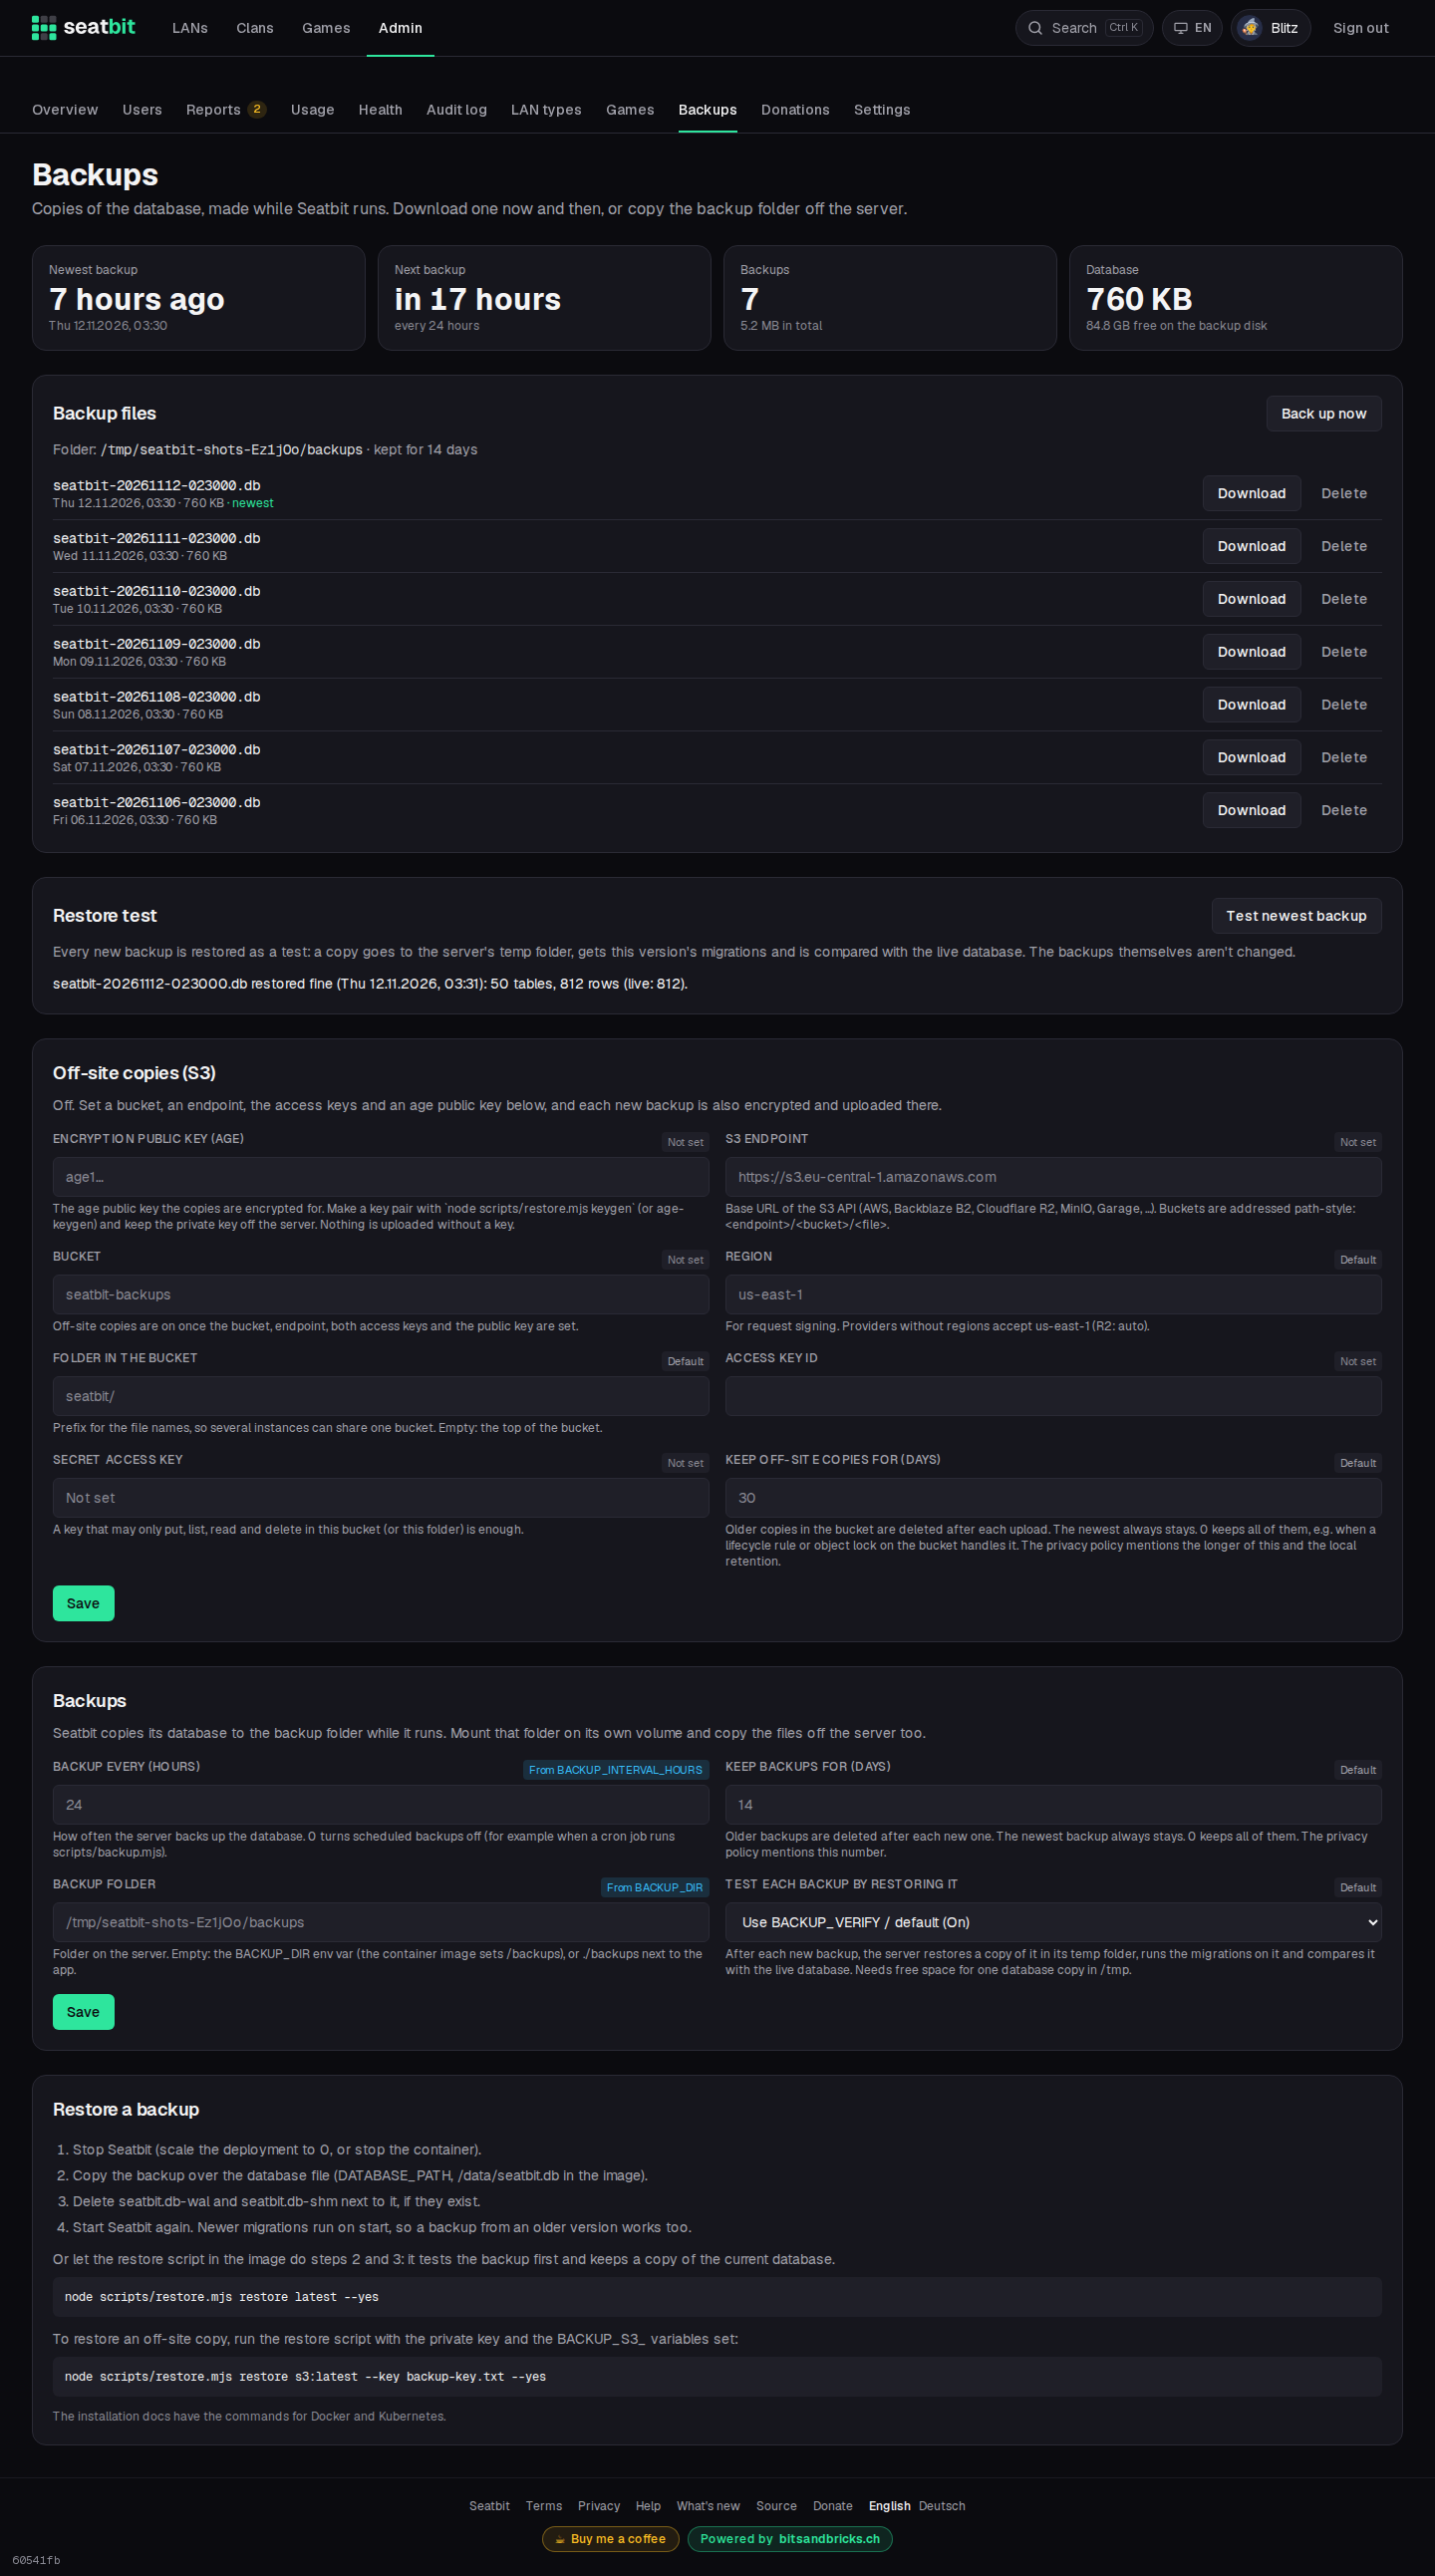 seatbit LANs Clans Games Admin Search Ctrl K EN Blitz Sign out
Overview Users Reports 2 Usage Health Audit log LAN types Games Backups Donations Settings
Backups
Copies of the database, made while Seatbit runs. Download one now and then, or copy the backup folder off the server.
Newest backup
7 hours ago
Thu 12.11.2026, 03:30
Next backup
in 17 hours
every 24 hours
Backups
7
5.2 MB in total
Database
760 KB
84.8 GB free on the backup disk
Backup files
Back up now
Folder: /tmp/seatbit-shots-Ez1jOo/backups · kept for 14 days
seatbit-20261112-023000.db
Thu 12.11.2026, 03:30 · 760 KB · newest
Download Delete
seatbit-20261111-023000.db
Wed 11.11.2026, 03:30 · 760 KB
Download Delete
seatbit-20261110-023000.db
Tue 10.11.2026, 03:30 · 760 KB
Download Delete
seatbit-20261109-023000.db
Mon 09.11.2026, 03:30 · 760 KB
Download Delete
seatbit-20261108-023000.db
Sun 08.11.2026, 03:30 · 760 KB
Download Delete
seatbit-20261107-023000.db
Sat 07.11.2026, 03:30 · 760 KB
Download Delete
seatbit-20261106-023000.db
Fri 06.11.2026, 03:30 · 760 KB
Download Delete
Restore test
Test newest backup
Every new backup is restored as a test: a copy goes to the server's temp folder, gets this version's migrations and is compared with the live database. The backups themselves aren't changed.
seatbit-20261112-023000.db restored fine (Thu 12.11.2026, 03:31): 50 tables, 812 rows (live: 812).
Off-site copies (S3)
Off. Set a bucket, an endpoint, the access keys and an age public key below, and each new backup is also encrypted and uploaded there.
ENCRYPTION PUBLIC KEY (AGE) Not set
age1…
The age public key the copies are encrypted for. Make a key pair with `node scripts/restore.mjs keygen` (or age-
keygen) and keep the private key off the server. Nothing is uploaded without a key.
S3 ENDPOINT Not set
https://s3.eu-central-1.amazonaws.com
Base URL of the S3 API (AWS, Backblaze B2, Cloudflare R2, MinIO, Garage, …). Buckets are addressed path-style:
<endpoint>/<bucket>/<file>.
BUCKET Not set
seatbit-backups
Off-site copies are on once the bucket, endpoint, both access keys and the public key are set.
REGION Default
us-east-1
For request signing. Providers without regions accept us-east-1 (R2: auto).
FOLDER IN THE BUCKET Default
seatbit/
Prefix for the file names, so several instances can share one bucket. Empty: the top of the bucket.
ACCESS KEY ID Not set
SECRET ACCESS KEY Not set
Not set
A key that may only put, list, read and delete in this bucket (or this folder) is enough.
KEEP OFF-SITE COPIES FOR (DAYS) Default
30
Older copies in the bucket are deleted after each upload. The newest always stays. 0 keeps all of them, e.g. when a
lifecycle rule or object lock on the bucket handles it. The privacy policy mentions the longer of this and the local
retention.
Save
Backups
Seatbit copies its database to the backup folder while it runs. Mount that folder on its own volume and copy the files off the server too.
BACKUP EVERY (HOURS) From BACKUP_INTERVAL_HOURS
24
How often the server backs up the database. 0 turns scheduled backups off (for example when a cron job runs
scripts/backup.mjs).
KEEP BACKUPS FOR (DAYS) Default
14
Older backups are deleted after each new one. The newest backup always stays. 0 keeps all of them. The privacy
policy mentions this number.
BACKUP FOLDER From BACKUP_DIR
/tmp/seatbit-shots-Ez1jOo/backups
Folder on the server. Empty: the BACKUP_DIR env var (the container image sets /backups), or ./backups next to the
app.
TEST EACH BACKUP BY RESTORING IT Default
Use BACKUP_VERIFY / default (On)
After each new backup, the server restores a copy of it in its temp folder, runs the migrations on it and compares it
with the live database. Needs free space for one database copy in /tmp.
Save
Restore a backup
1. Stop Seatbit (scale the deployment to 0, or stop the container).
2. Copy the backup over the database file (DATABASE_PATH, /data/seatbit.db in the image).
3. Delete seatbit.db-wal and seatbit.db-shm next to it, if they exist.
4. Start Seatbit again. Newer migrations run on start, so a backup from an older version works too.
Or let the restore script in the image do steps 2 and 3: it tests the backup first and keeps a copy of the current database.
node scripts/restore.mjs restore latest --yes
To restore an off-site copy, run the restore script with the private key and the BACKUP_S3_ variables set:
node scripts/restore.mjs restore s3:latest --key backup-key.txt --yes
The installation docs have the commands for Docker and Kubernetes.
Seatbit Terms Privacy Help What's new Source Donate English Deutsch
Buy me a coffee Powered by bitsandbricks.ch
60541fb